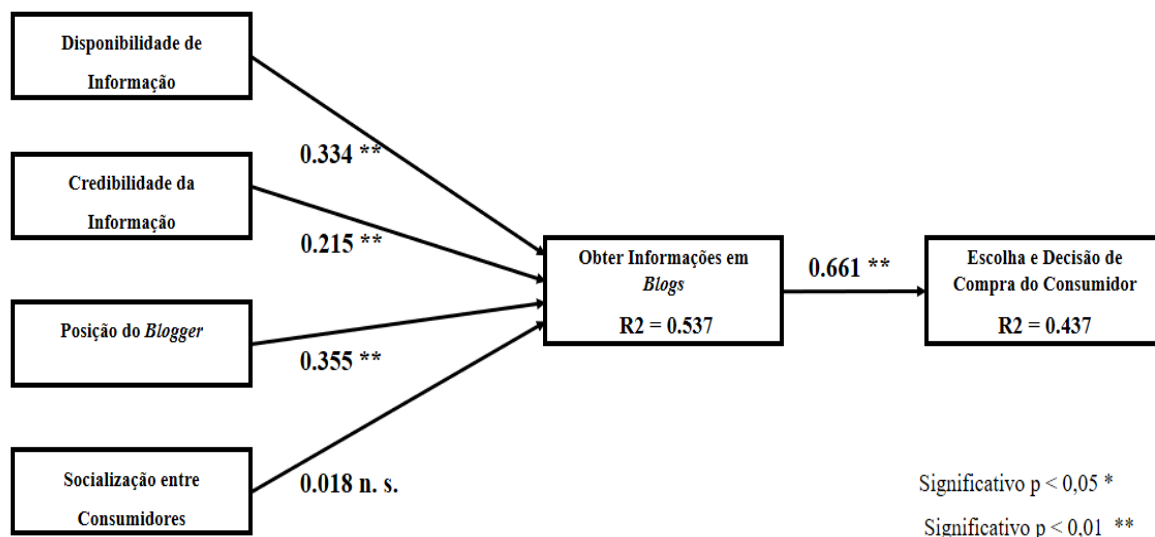 Disponibilidade de
Informação
0.334 **
Credibilidade da
Informação
0.215 **
Posição do Blogger
0.355 **
Socialização entre
Consumidores
0.018 n. s.
Obter Informações em
Blogs
R2 = 0.537
0.661 **
Escolha e Decisão de
Compra do Consumidor
R2 = 0.437
Significativo p < 0,05 *
Significativo p < 0,01 **